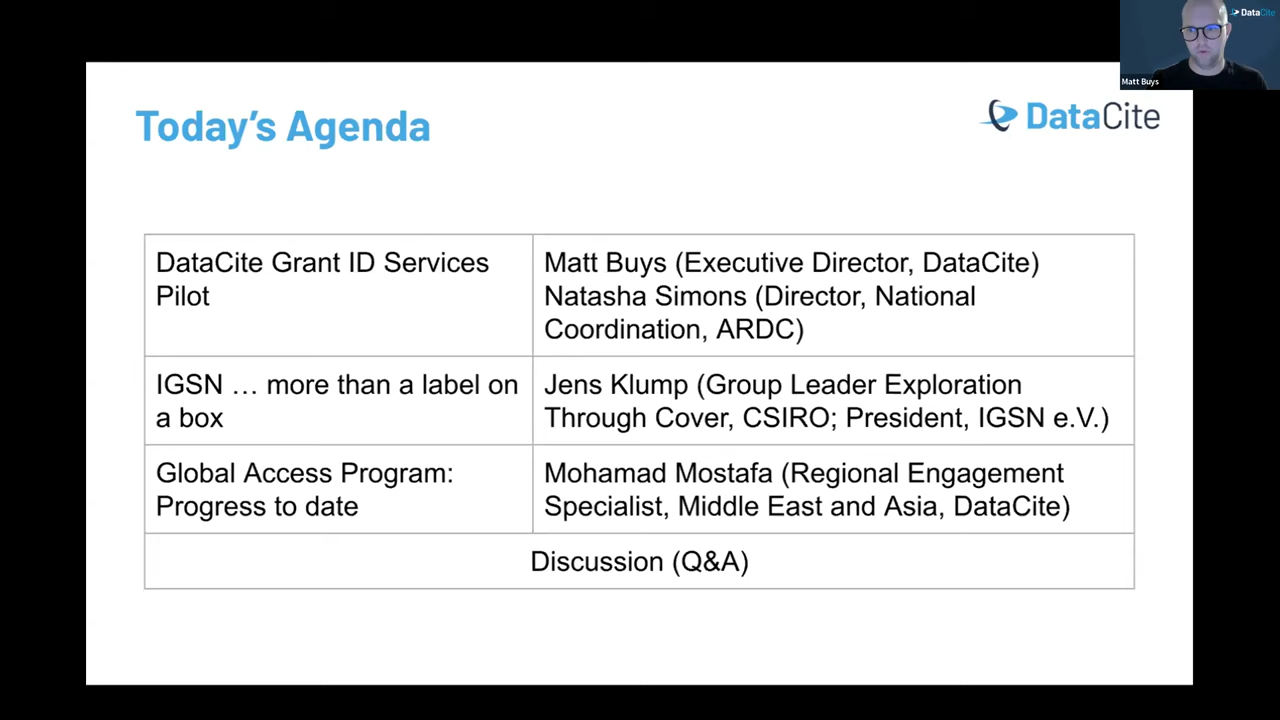 DataCite
Matt Buys
Today's Agenda
DataCite
DataCite Grant ID Services
Pilot
Matt Buys (Executive Director, DataCite)
Natasha Simons (Director, National
Coordination, ARDC)
IGSN … more than a label on
a box
Jens Klump (Group Leader Exploration
Through Cover, CSIRO; President, IGSN e.V.)
Global Access Program:
Progress to date
Mohamad Mostafa (Regional Engagement
Specialist, Middle East and Asia, DataCite)
Discussion (Q&A)